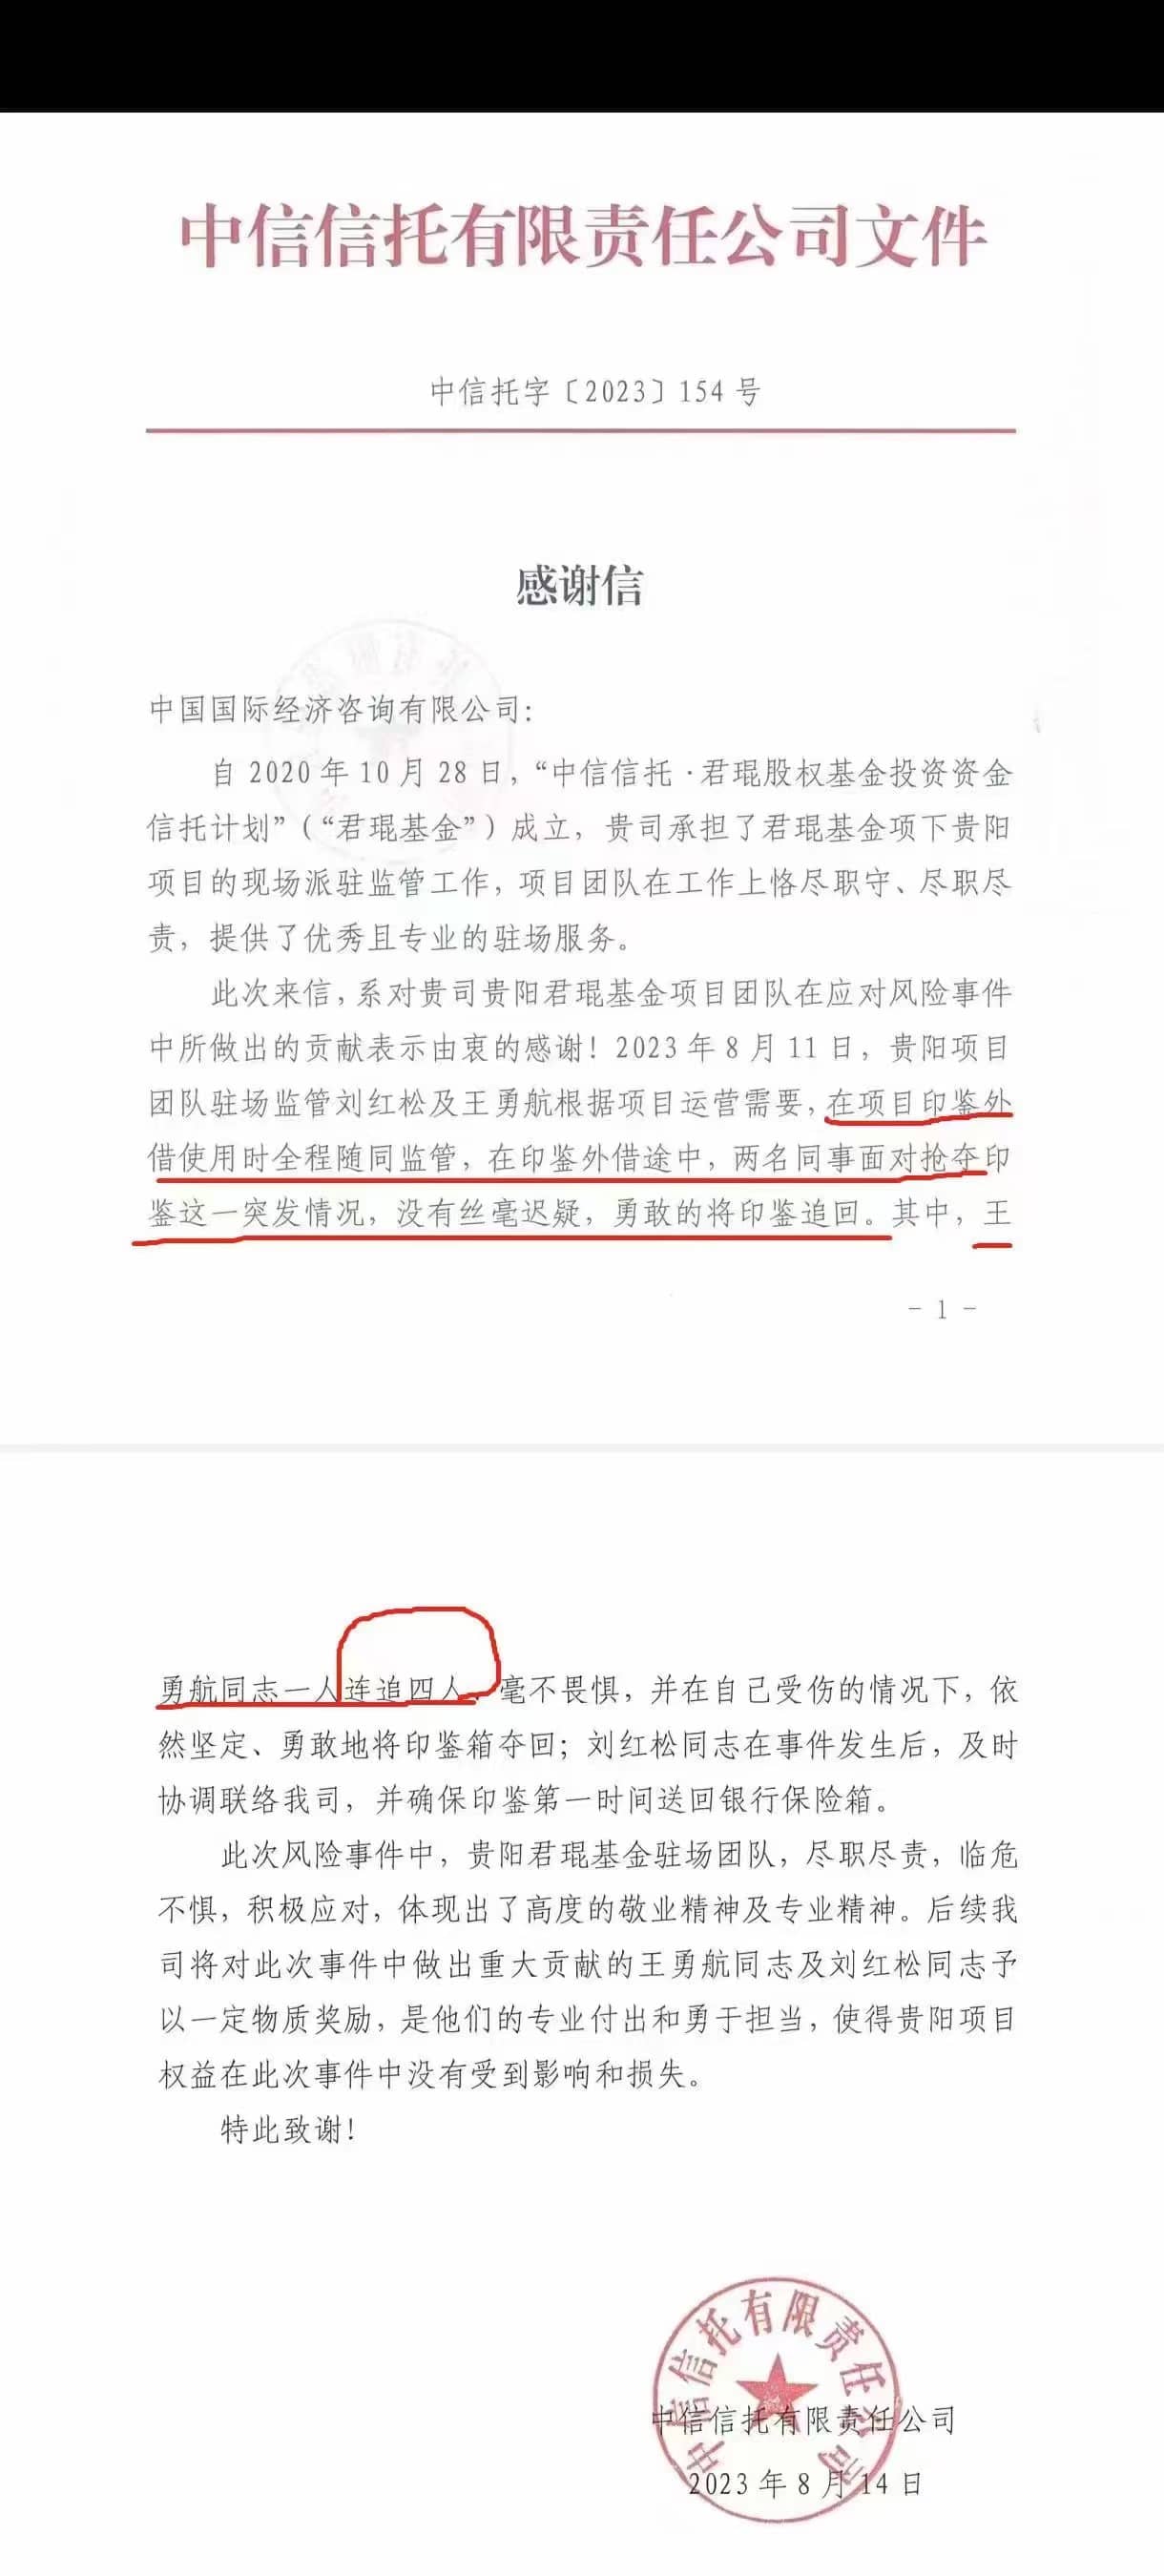 中信信托有限责任公司文件
中信托字〔2023〕154 号
感谢信
中国国际经济咨询有限公司：
自 2020 年 10 月 28 日，“中信信托·君琨股权基金投资资金
信托计划”（“君琨基金”）成立，贵司承担了君琨基金项下贵阳
项目的现场派驻监管工作，项目团队在工作上恪尽职守、尽职尽
责，提供了优秀且专业的驻场服务。
此次来信，系对贵司贵阳君琨基金项目团队在应对风险事件
中所做出的贡献表示由衷的感谢！2023 年 8 月 11 日，贵阳项目
团队驻场监管刘红松及王勇航根据项目运营需要，在项目印鉴外
借使用时全程随同监管，在印鉴外借途中，两名同事面对抢夺印
鉴这一突发情况，没有丝毫迟疑，勇敢的将印鉴追回。其中，王
- 1 -
勇航同志一人连追四人，毫不畏惧，并在自己受伤的情况下，依
然坚定、勇敢地将印鉴箱夺回；刘红松同志在事件发生后，及时
协调联络我司，并确保印鉴第一时间送回银行保险箱。
此次风险事件中，贵阳君琨基金驻场团队，尽职尽责，临危
不惧，积极应对，体现出了高度的敬业精神及专业精神。后续我
司将对此次事件中做出重大贡献的王勇航同志及刘红松同志予
以一定物质奖励，是他们的专业付出和勇于担当，使得贵阳项目
权益在此次事件中没有受到影响和损失。
特此致谢！
中信信托有限责任公司
中信信托有限责任公司
2023 年 8 月 14 日